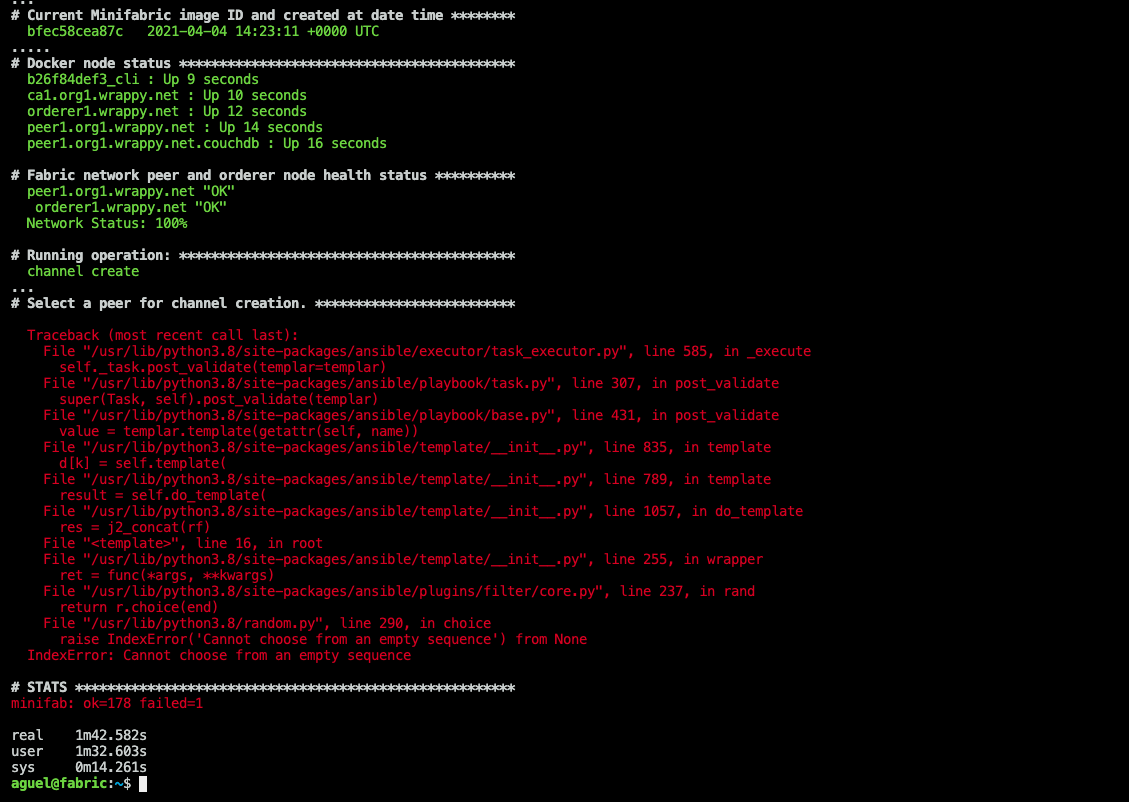 ...
# Current Minifabric image ID and created at date time ********
bfec58cea87c   2021-04-04 14:23:11 +0000 UTC
.....
# Docker node status ******************************************
b26f84def3_cli : Up 9 seconds
ca1.org1.wrappy.net : Up 10 seconds
orderer1.wrappy.net : Up 12 seconds
peer1.org1.wrappy.net : Up 14 seconds
peer1.org1.wrappy.net.couchdb : Up 16 seconds
# Fabric network peer and orderer node health status **********
peer1.org1.wrappy.net "OK"
orderer1.wrappy.net "OK"
Network Status: 100%
# Running operation: ******************************************
channel create
...
# Select a peer for channel creation. *************************
Traceback (most recent call last):
File "/usr/lib/python3.8/site-packages/ansible/executor/task_executor.py", line 585, in _execute
self._task.post_validate(templar=templar)
File "/usr/lib/python3.8/site-packages/ansible/playbook/task.py", line 307, in post_validate
super(Task, self).post_validate(templar)
File "/usr/lib/python3.8/site-packages/ansible/playbook/base.py", line 431, in post_validate
value = templar.template(getattr(self, name))
File "/usr/lib/python3.8/site-packages/ansible/template/__init__.py", line 835, in template
d[k] = self.template(
File "/usr/lib/python3.8/site-packages/ansible/template/__init__.py", line 789, in template
result = self.do_template(
File "/usr/lib/python3.8/site-packages/ansible/template/__init__.py", line 1057, in do_template
res = j2_concat(rf)
File "<template>", line 16, in root
File "/usr/lib/python3.8/site-packages/ansible/template/__init__.py", line 255, in wrapper
ret = func(*args, **kwargs)
File "/usr/lib/python3.8/site-packages/ansible/plugins/filter/core.py", line 237, in rand
return r.choice(end)
File "/usr/lib/python3.8/random.py", line 290, in choice
raise IndexError('Cannot choose from an empty sequence') from None
IndexError: Cannot choose from an empty sequence
# STATS *******************************************************
minifab: ok=178 failed=1
real    1m42.582s
user    1m32.603s
sys     0m14.261s
aguel@fabric:~$